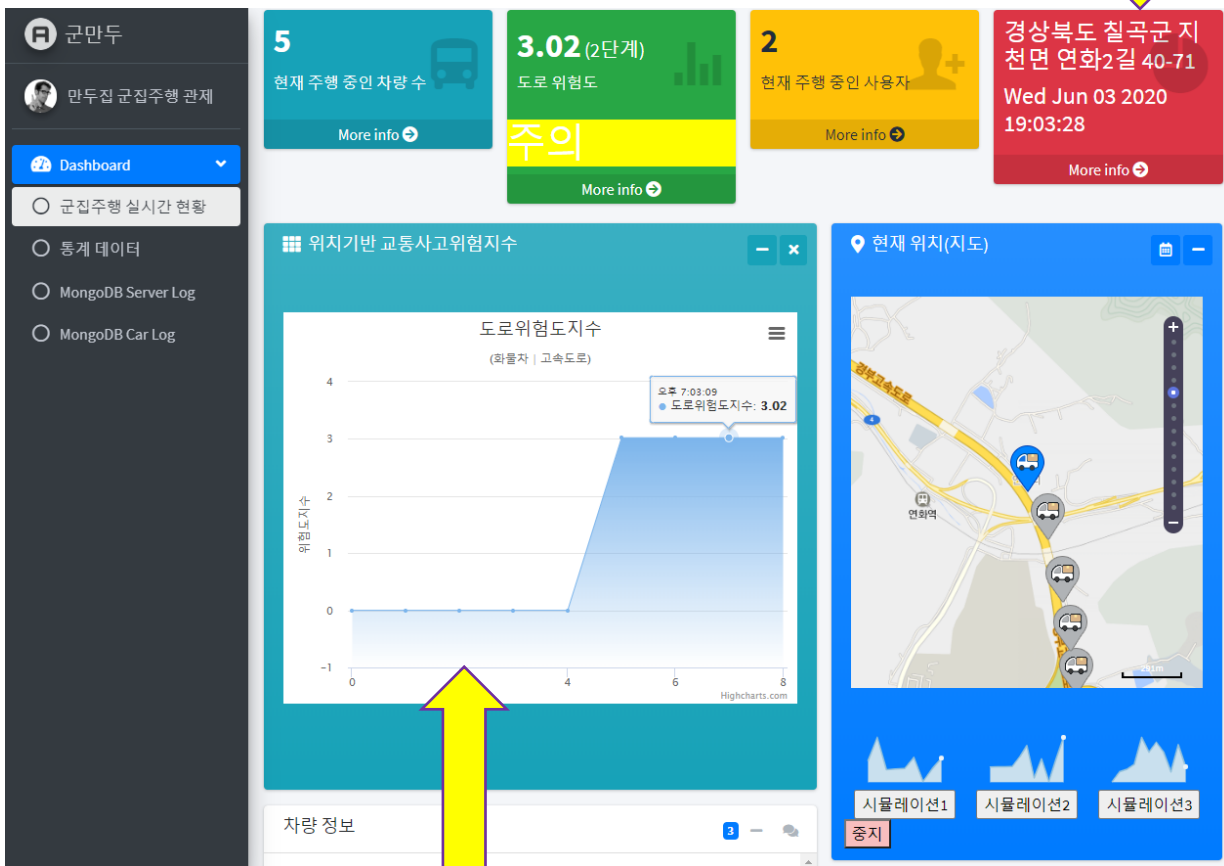 군만두
만두집 군집주행 관제
Dashboard
군집주행 실시간 현황
통계 데이터
MongoDB Server Log
MongoDB Car Log
5
현재 주행 중인 차량 수
More info
3.02 (2단계)
도로 위험도
주의
More info
2
현재 주행 중인 사용자
More info
경상북도 칠곡군 지
천면 연화2길 40-71
Wed Jun 03 2020
19:03:28
More info
위치기반 교통사고위험지수
도로위험도지수
(화물차 | 고속도로)
오후 7:03:09
도로위험도지수: 3.02
위험도지수
4
3
2
1
0
-1
0
4
6
8
Highcharts.com
현재 위치(지도)
경부고속도로
4
연화역
시뮬레이션1
시뮬레이션2
시뮬레이션3
중지
차량 정보
3